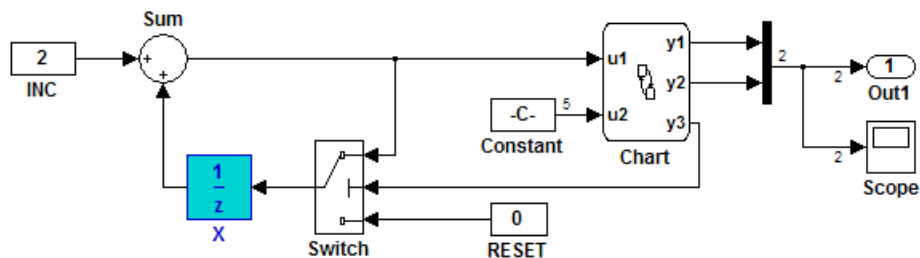 Sum
2
INC
+
+
u1
u2
y1
y2
y3
Chart
-C-
5
Constant
2
2
1
Out1
2
Scope
1
z
X
Switch
0
RESET